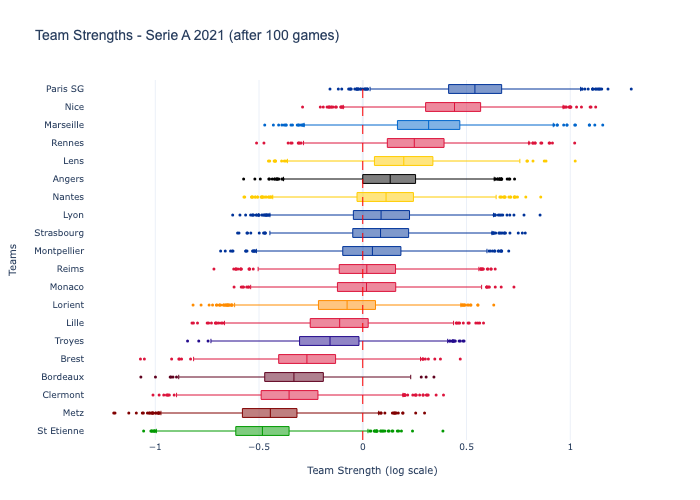 Team Strengths - Serie A 2021 (after 100 games)
Teams
Paris SG
Nice
Marseille
Rennes
Lens
Angers
Nantes
Lyon
Strasbourg
Montpellier
Reims
Monaco
Lorient
Lille
Troyes
Brest
Bordeaux
Clermont
Metz
St Etienne
−1 −0.5 0 0.5 1
Team Strength (log scale)